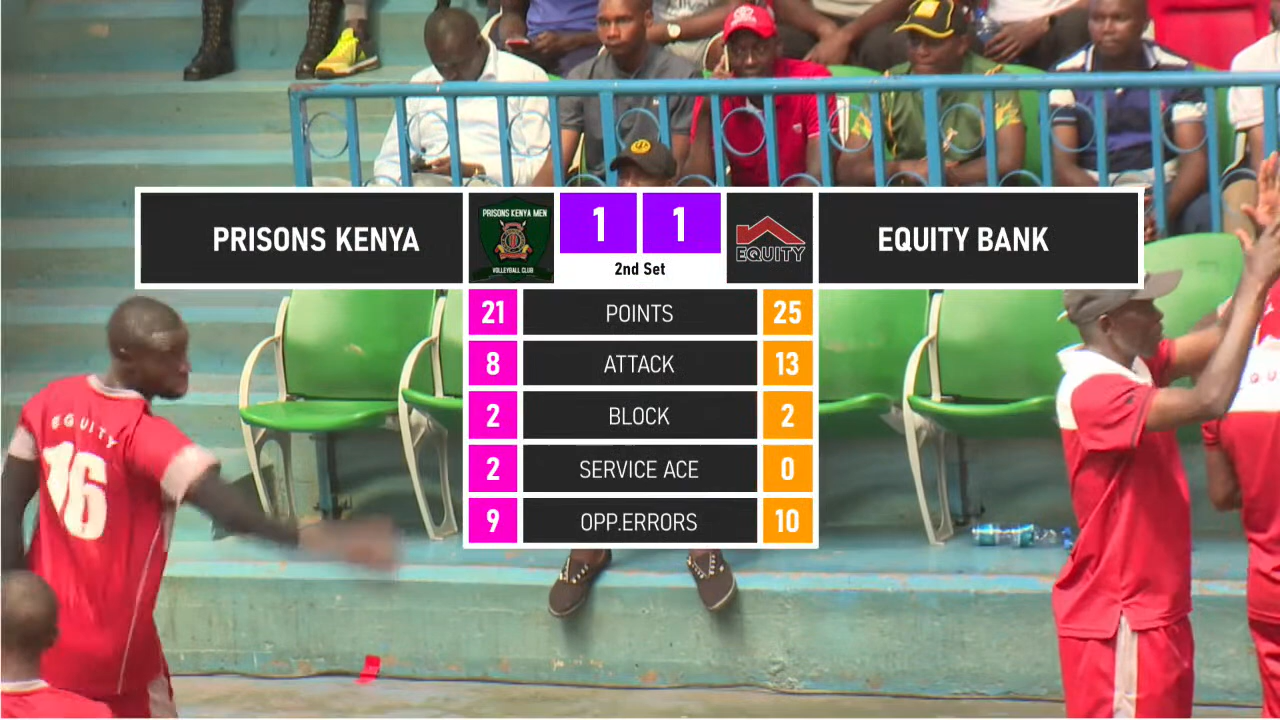 PRISONS KENYA
PRISONS KENYA MEN
VOLLEYBALL CLUB
1 1
2nd Set
EQUITY
EQUITY BANK
21 POINTS 25
8 ATTACK 13
2 BLOCK 2
2 SERVICE ACE 0
9 OPP.ERRORS 10
EQUITY
16